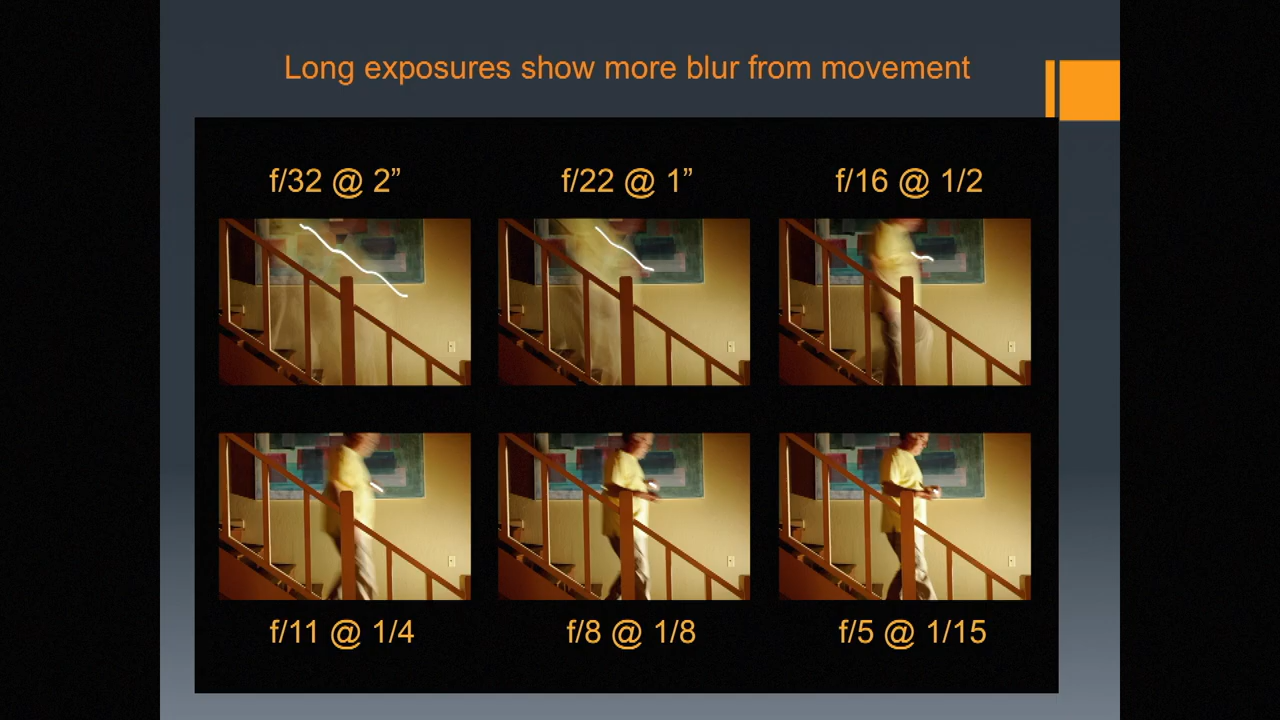 Long exposures show more blur from movement
f/32 @ 2”
f/22 @ 1”
f/16 @ 1/2
f/11 @ 1/4
f/8 @ 1/8
f/5 @ 1/15